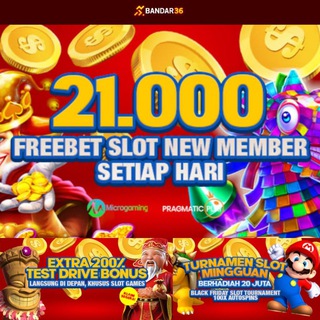 BANDAR36
21.000
FREEBET SLOT NEW MEMBER
SETIAP HARI
Microgaming
PRAGMATIC
EXTRA 200%
TEST DRIVE BONUS
LANGSUNG DI DEPAN, KHUSUS SLOT GAMES
TURNAMEN SLOT
MINGGUAN
BERHADIAH 20 JUTA
BLACK FRIDAY SLOT TOURNAMENT
100X AUTOSPINS